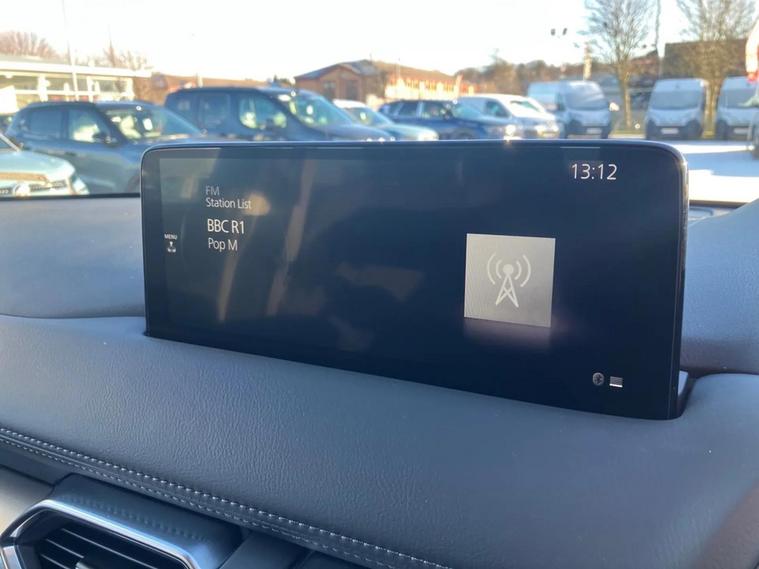 13:12
FM
Station List
BBC R1
Pop M
MENU